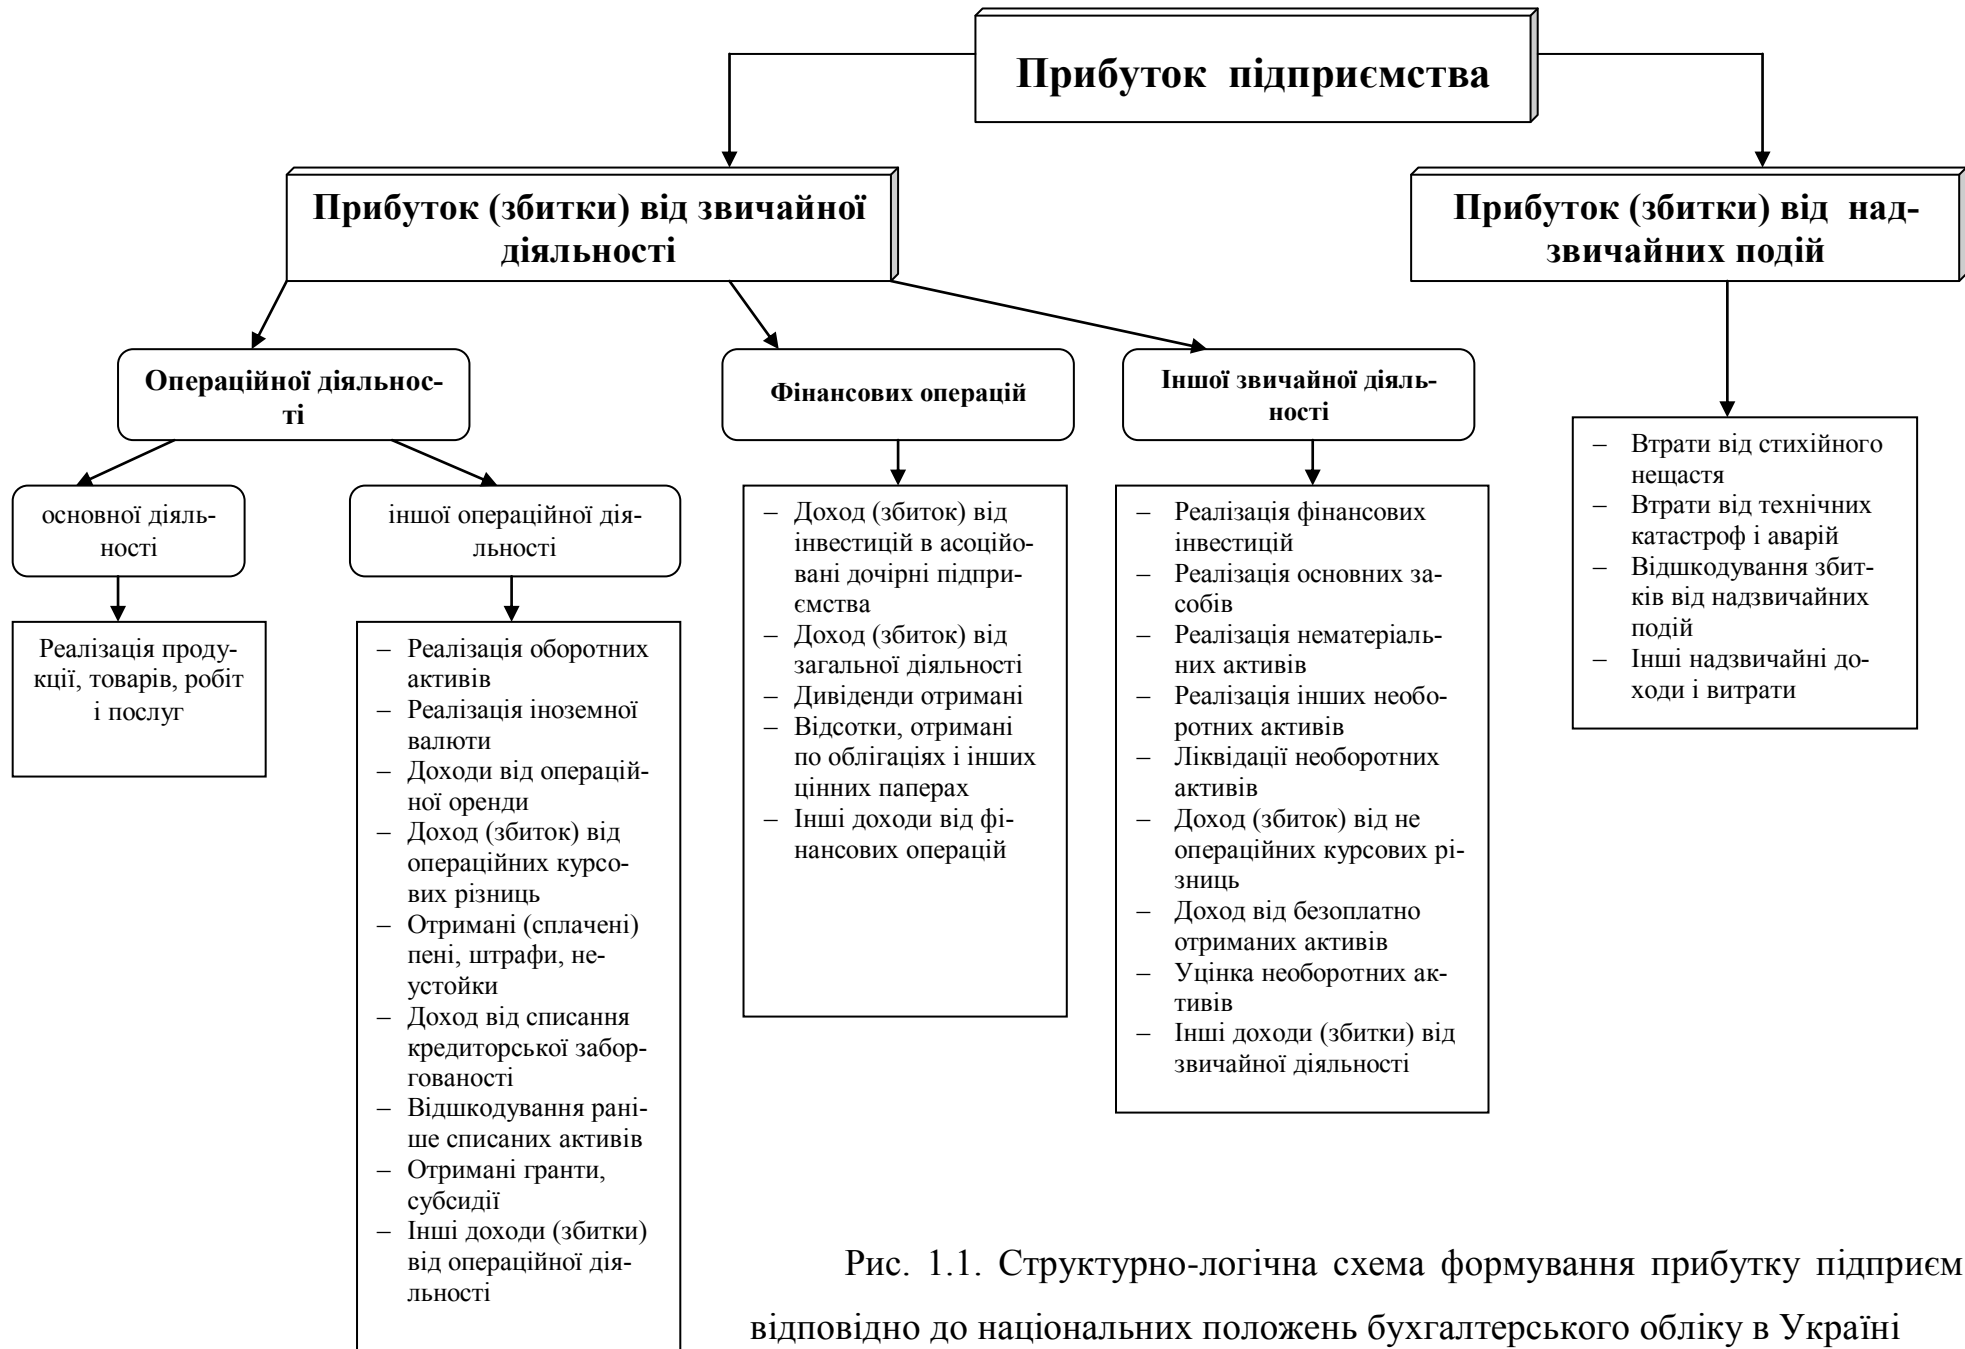 Прибуток підприємства
Прибуток (збитки) від звичайної
діяльності
Прибуток (збитки) від над-
звичайних подій
Операційної діяльнос-
ті
Фінансових операцій
Іншої звичайної діяль-
ності
основної діяль-
ності
іншої операційної дія-
льності
Реалізація проду-
кції, товарів, робіт
і послуг
– Реалізація оборотних
активів
– Реалізація іноземної
валюти
– Доходи від операцій-
ної оренди
– Доход (збиток) від
операційних курсо-
вих різниць
– Отримані (сплачені)
пені, штрафи, не-
устойки
– Доход від списання
кредиторської забор-
гованості
– Відшкодування рані-
ше списаних активів
– Отримані гранти,
субсидії
– Інші доходи (збитки)
від операційної дія-
льності
– Доход (збиток) від
інвестицій в асоційо-
вані дочірні підпри-
ємства
– Доход (збиток) від
загальної діяльності
– Дивіденди отримані
– Відсотки, отримані
по облігаціях і інших
цінних паперах
– Інші доходи від фі-
нансових операцій
– Реалізація фінансових
інвестицій
– Реалізація основних за-
собів
– Реалізація нематеріаль-
них активів
– Реалізація інших необо-
ротних активів
– Ліквідації необоротних
активів
– Доход (збиток) від не
операційних курсових рі-
зниць
– Доход від безоплатно
отриманих активів
– Уцінка необоротних ак-
тивів
– Інші доходи (збитки) від
звичайної діяльності
– Втрати від стихійного
нещастя
– Втрати від технічних
катастроф і аварій
– Відшкодування збит-
ків від надзвичайних
подій
– Інші надзвичайні до-
ходи і витрати
Рис. 1.1. Структурно-логічна схема формування прибутку підприєм
відповідно до національних положень бухгалтерського обліку в Україні